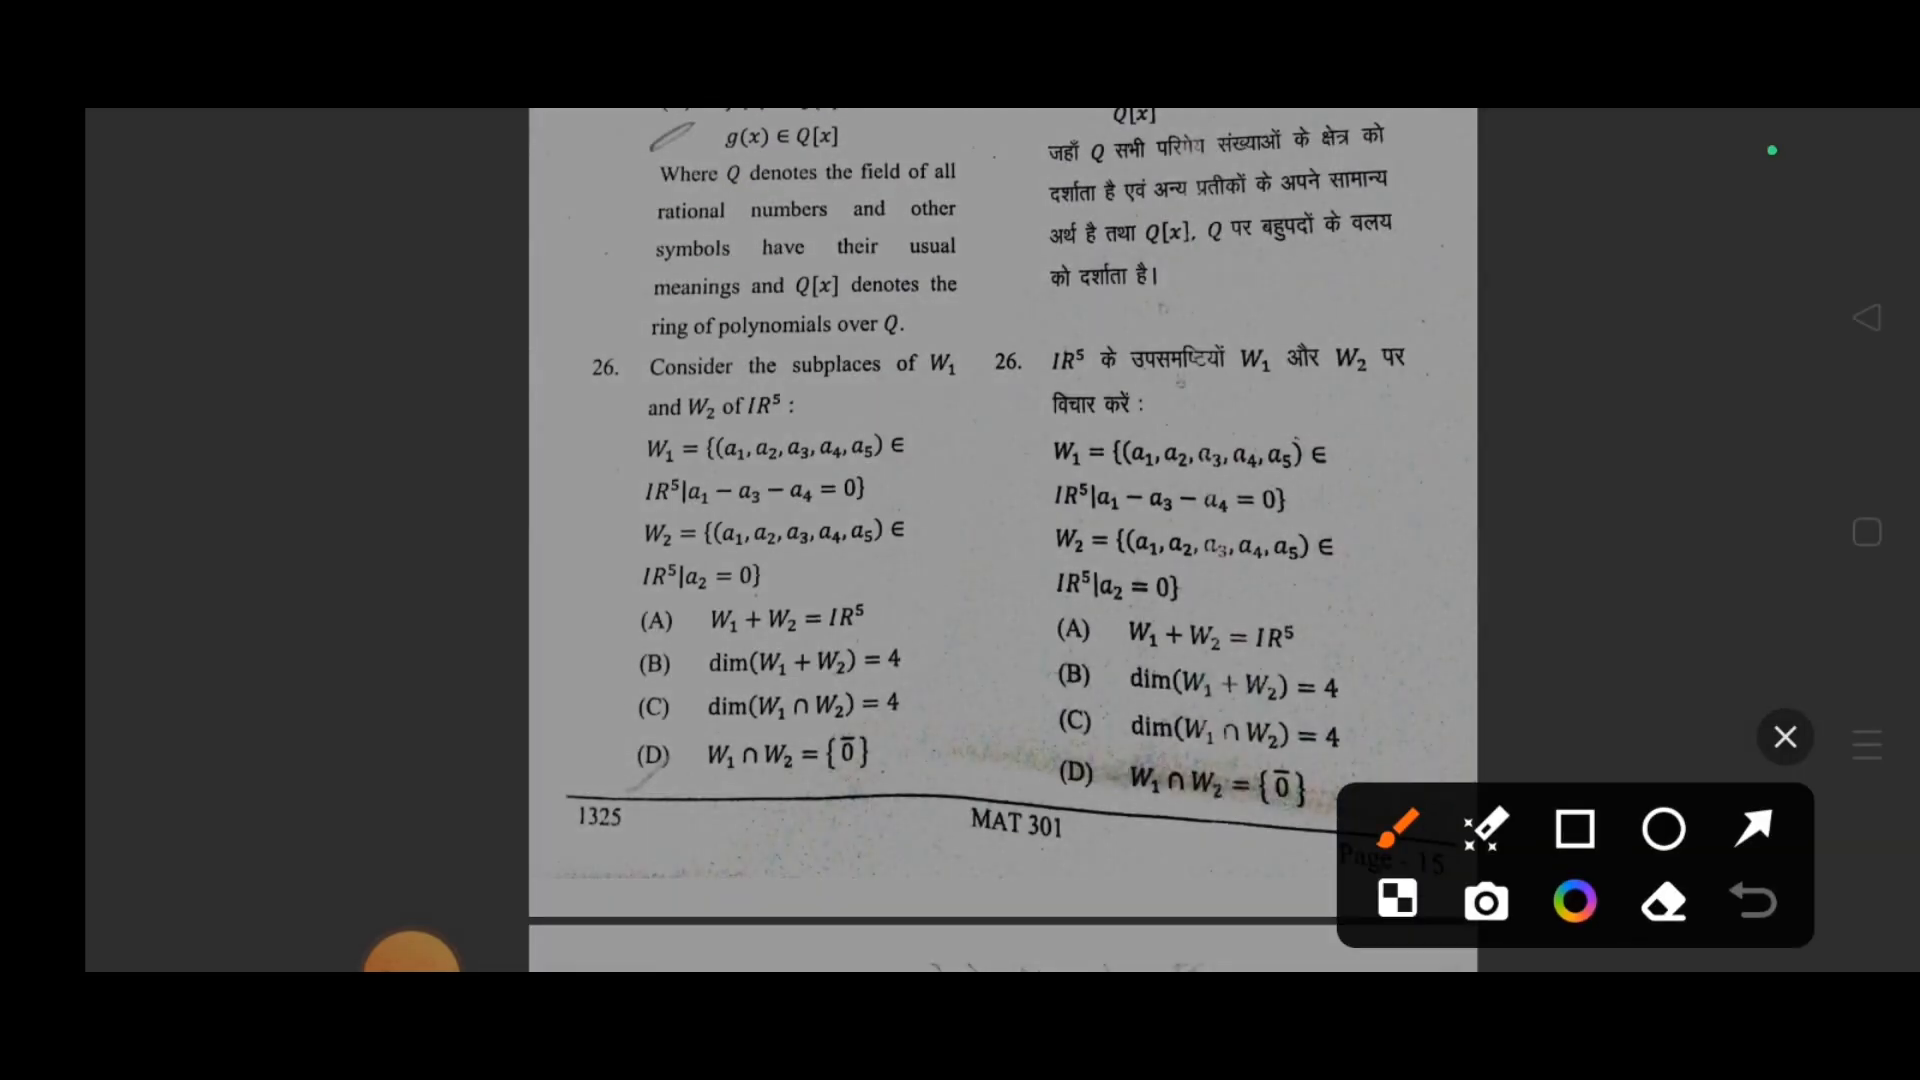 g(x) ∈ Q[x]
Where Q denotes the field of all
rational numbers and other
symbols have their usual
meanings and Q[x] denotes the
ring of polynomials over Q.
26. Consider the subplaces of W₁
and W₂ of IR⁵ :
W₁ = {(a₁, a₂, a₃, a₄, a₅) ∈
IR⁵|a₁ − a₃ − a₄ = 0}
W₂ = {(a₁, a₂, a₃, a₄, a₅) ∈
IR⁵|a₂ = 0}
(A) W₁ + W₂ = IR⁵
(B) dim(W₁ + W₂) = 4
(C) dim(W₁ ∩ W₂) = 4
(D) W₁ ∩ W₂ = {0̅}
Q[x]
जहाँ Q सभी परिमेय संख्याओं के क्षेत्र को
दर्शाता है एवं अन्य प्रतीकों के अपने सामान्य
अर्थ है तथा Q[x], Q पर बहुपदों के वलय
को दर्शाता है।
26. IR⁵ के उपसमष्टियों W₁ और W₂ पर
विचार करें :
W₁ = {(a₁, a₂, a₃, a₄, a₅) ∈
IR⁵|a₁ − a₃ − a₄ = 0}
W₂ = {(a₁, a₂, a₃, a₄, a₅) ∈
IR⁵|a₂ = 0}
(A) W₁ + W₂ = IR⁵
(B) dim(W₁ + W₂) = 4
(C) dim(W₁ ∩ W₂) = 4
(D) W₁ ∩ W₂ = {0̅}
1325 MAT 301 Page - 15